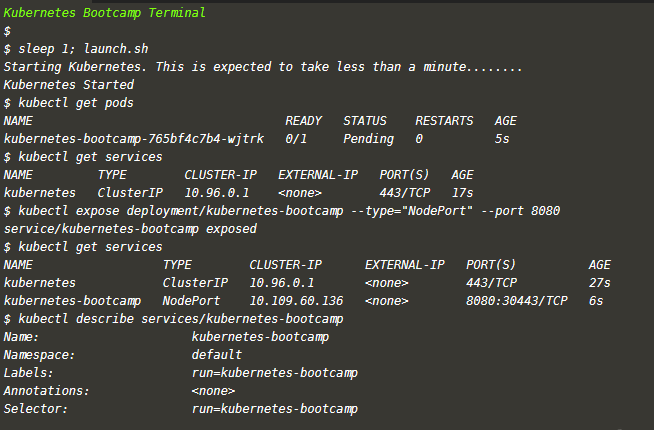 Kubernetes Bootcamp Terminal
$
$ sleep 1; launch.sh
Starting Kubernetes. This is expected to take less than a minute........
Kubernetes Started
$ kubectl get pods
NAME READY STATUS RESTARTS AGE
kubernetes-bootcamp-765bf4c7b4-wjtrk 0/1 Pending 0 5s
$ kubectl get services
NAME TYPE CLUSTER-IP EXTERNAL-IP PORT(S) AGE
kubernetes ClusterIP 10.96.0.1 <none> 443/TCP 17s
$ kubectl expose deployment/kubernetes-bootcamp --type="NodePort" --port 8080
service/kubernetes-bootcamp exposed
$ kubectl get services
NAME TYPE CLUSTER-IP EXTERNAL-IP PORT(S) AGE
kubernetes ClusterIP 10.96.0.1 <none> 443/TCP 27s
kubernetes-bootcamp NodePort 10.109.60.136 <none> 8080:30443/TCP 6s
$ kubectl describe services/kubernetes-bootcamp
Name: kubernetes-bootcamp
Namespace: default
Labels: run=kubernetes-bootcamp
Annotations: <none>
Selector: run=kubernetes-bootcamp